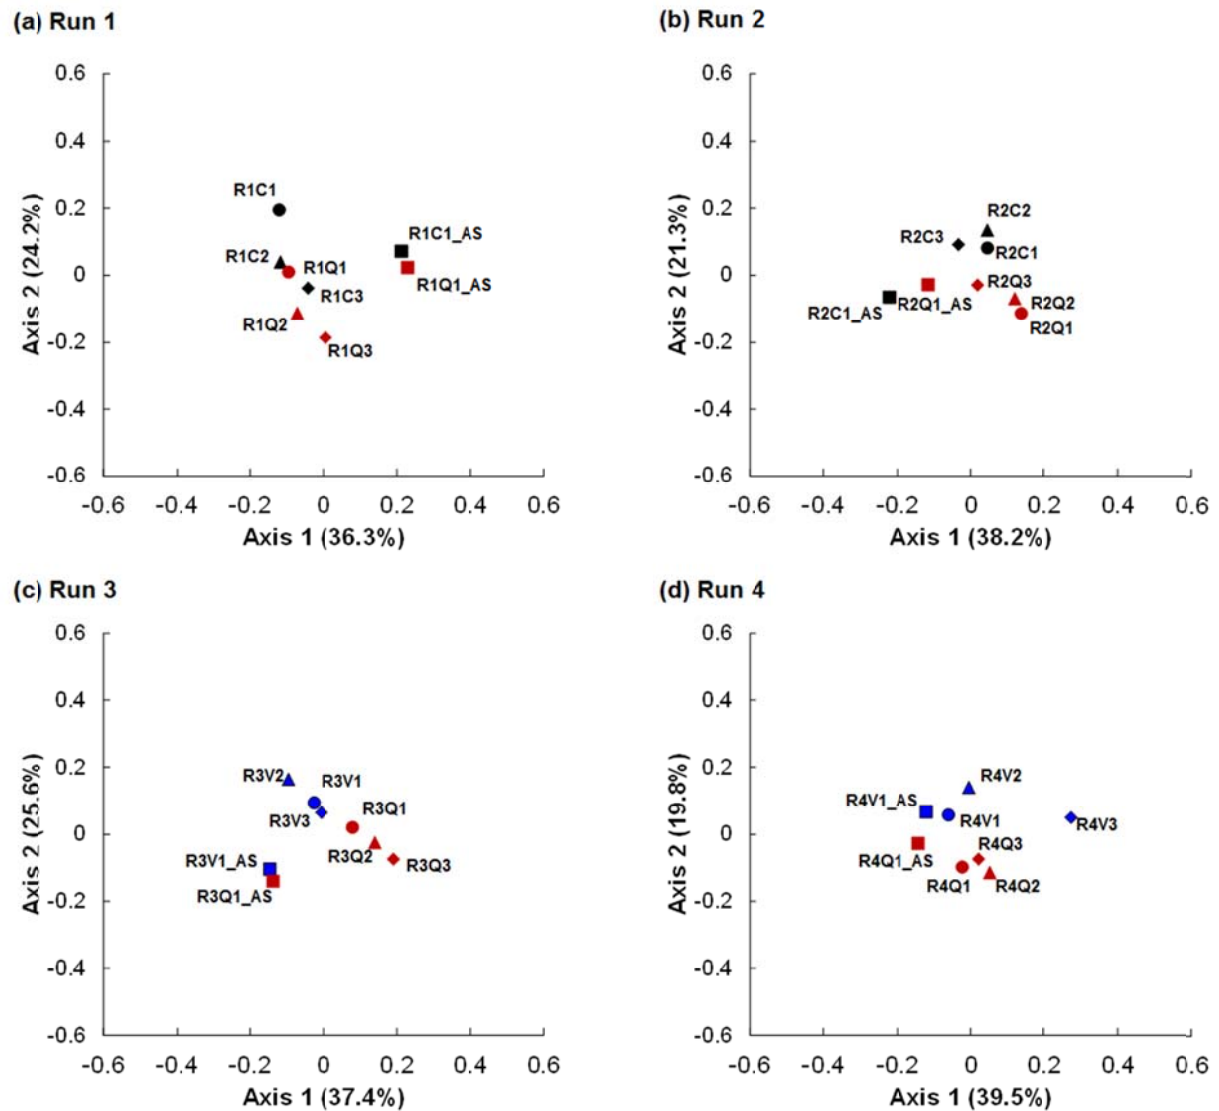 (a) Run 1
0.6
0.4
0.2
0
-0.2
-0.4
-0.6
Axis 2 (24.2%)
R1C1
R1C1_AS
R1C2
R1Q1
R1Q1_AS
R1C3
R1Q2
R1Q3
-0.6 -0.4 -0.2 0 0.2 0.4 0.6
Axis 1 (36.3%)
(b) Run 2
0.6
0.4
0.2
0
-0.2
-0.4
-0.6
Axis 2 (21.3%)
R2C2
R2C3
R2C1
R2Q3
R2C1_AS
R2Q1_AS
R2Q2
R2Q1
-0.6 -0.4 -0.2 0 0.2 0.4 0.6
Axis 1 (38.2%)
(c) Run 3
0.6
0.4
0.2
0
-0.2
-0.4
-0.6
Axis 2 (25.6%)
R3V2
R3V1
R3Q1
R3V3
R3Q2
R3Q3
R3V1_AS
R3Q1_AS
-0.6 -0.4 -0.2 0 0.2 0.4 0.6
Axis 1 (37.4%)
(d) Run 4
0.6
0.4
0.2
0
-0.2
-0.4
-0.6
Axis 2 (19.8%)
R4V2
R4V1_AS
R4V1
R4V3
R4Q3
R4Q1_AS
R4Q1
R4Q2
-0.6 -0.4 -0.2 0 0.2 0.4 0.6
Axis 1 (39.5%)